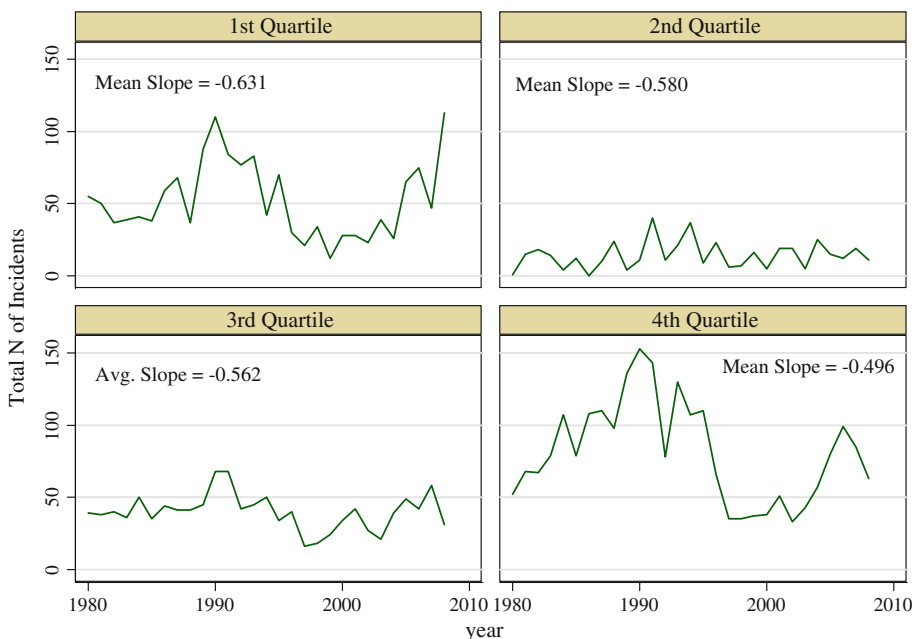 1st Quartile
2nd Quartile
Mean Slope = -0.631
Mean Slope = -0.580
150
100
50
0
3rd Quartile
4th Quartile
Avg. Slope = -0.562
Mean Slope = -0.496
150
100
50
0
Total N of Incidents
1980 1990 2000 2010
1980 1990 2000 2010
year